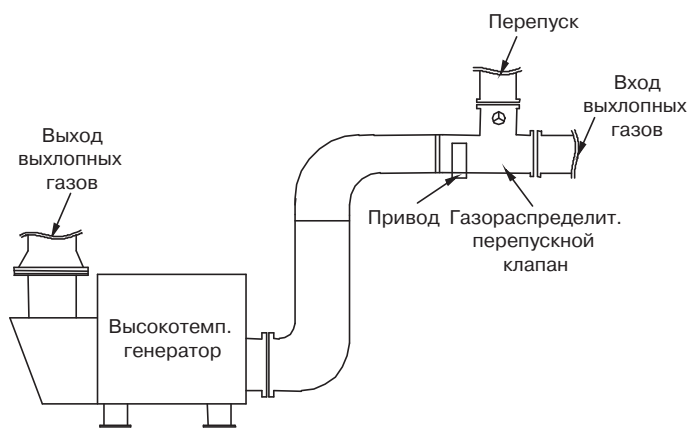 Перепуск
Вход
выхлопных
газов
Выход
выхлопных
газов
Привод
Газораспределит.
перепускной
клапан
Высокотемп.
генератор